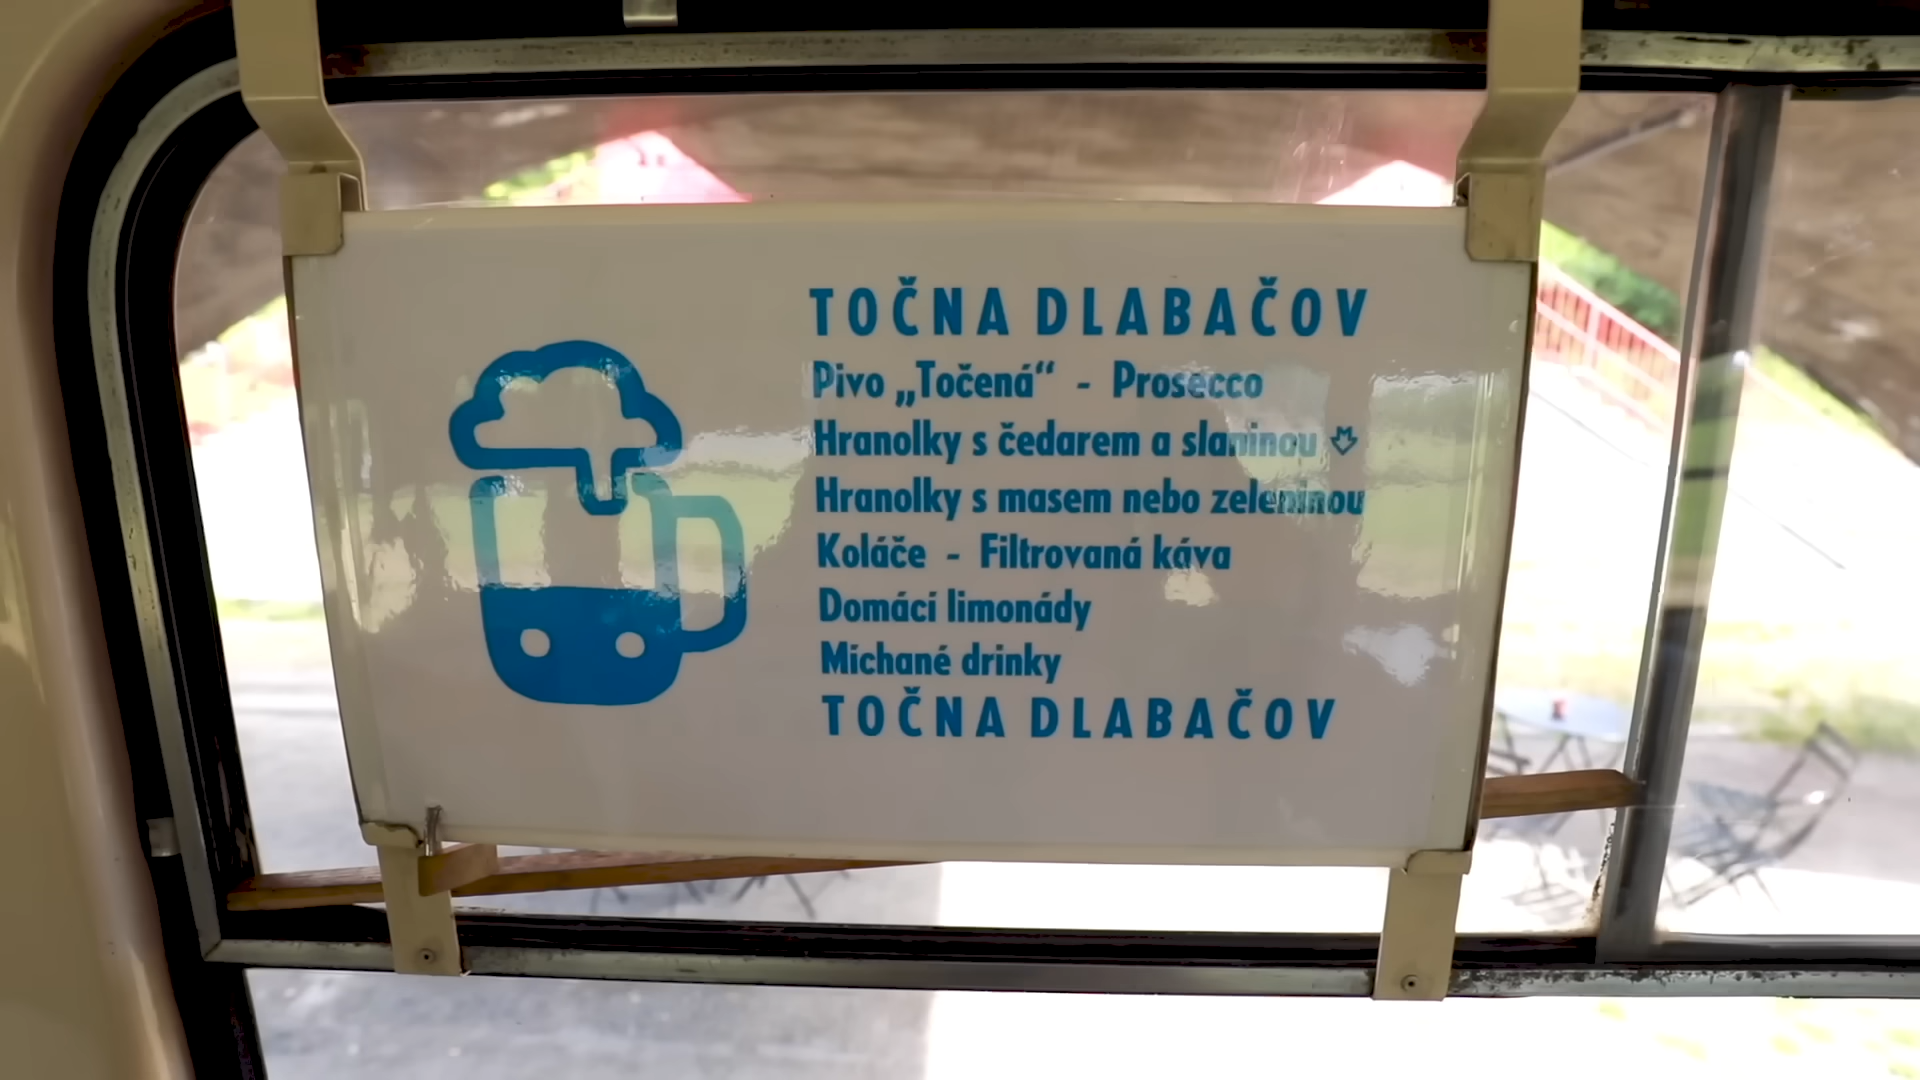 TOČNA DLABAČOV
Pivo „Točená“ - Prosecco
Hranolky s čedarem a slaninou
Hranolky s masem nebo zeleninou
Koláče - Filtrovaná káva
Domácí limonády
Míchané drinky
TOČNA DLABAČOV